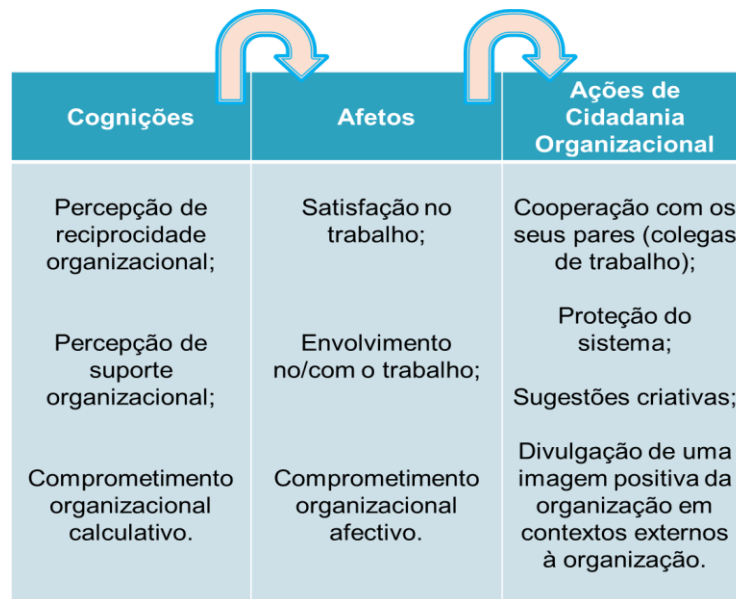 Cognições
Afetos
Ações de
Cidadania
Organizacional
Percepção de
reciprocidade
organizacional;
Percepção de
suporte
organizacional;
Comprometimento
organizacional
calculativo.
Satisfação no
trabalho;
Envolvimento
no/com o trabalho;
Comprometimento
organizacional
afectivo.
Cooperação com os
seus pares (colegas
de trabalho);
Proteção do
sistema;
Sugestões criativas;
Divulgação de uma
imagem positiva da
organização em
contextos externos
à organização.